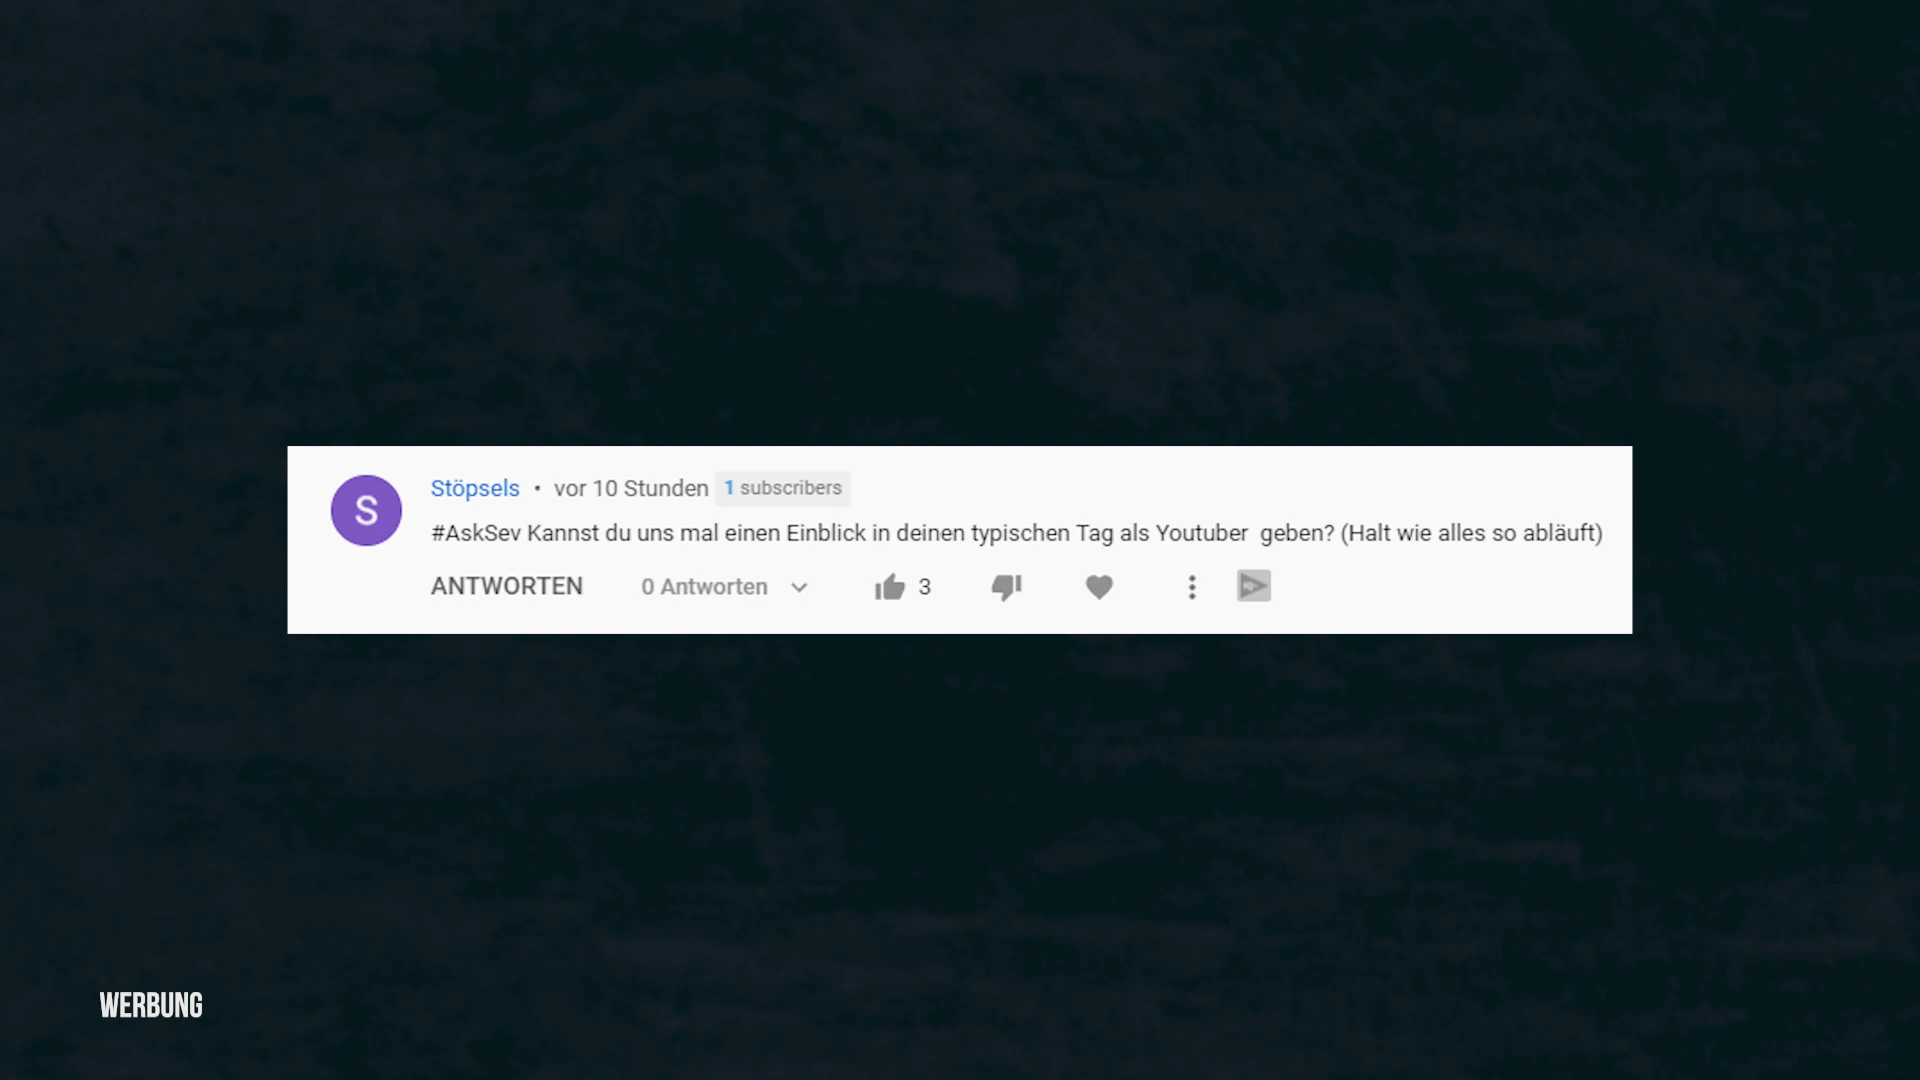 S
Stöpsels • vor 10 Stunden 1 subscribers
#AskSev Kannst du uns mal einen Einblick in deinen typischen Tag als Youtuber geben? (Halt wie alles so abläuft)
ANTWORTEN 0 Antworten 3
WERBUNG